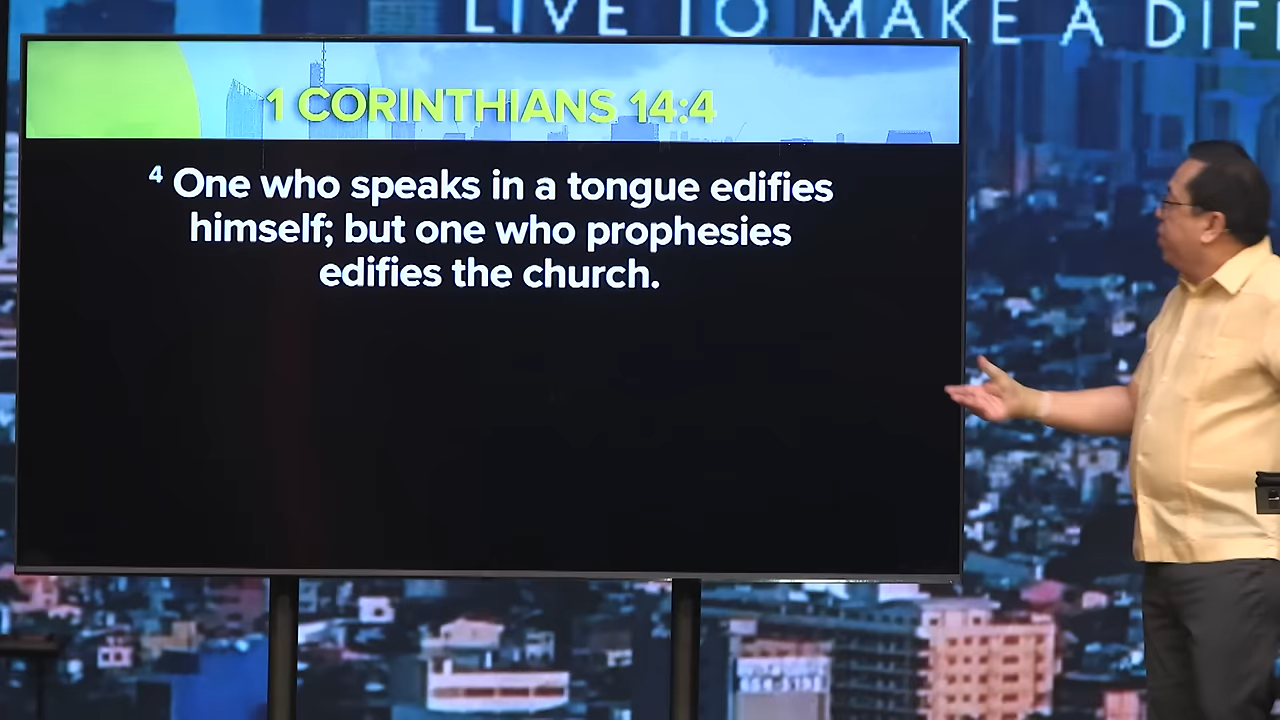 LIVE TO MAKE A DIF
1 CORINTHIANS 14:4
4 One who speaks in a tongue edifies
himself; but one who prophesies
edifies the church.